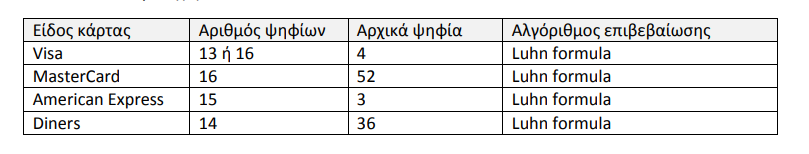 Είδος κάρτας Αριθμός ψηφίων Αρχικά ψηφία Αλγόριθμος επιβεβαίωσης
Visa 13 ή 16 4 Luhn formula
MasterCard 16 52 Luhn formula
American Express 15 3 Luhn formula
Diners 14 36 Luhn formula